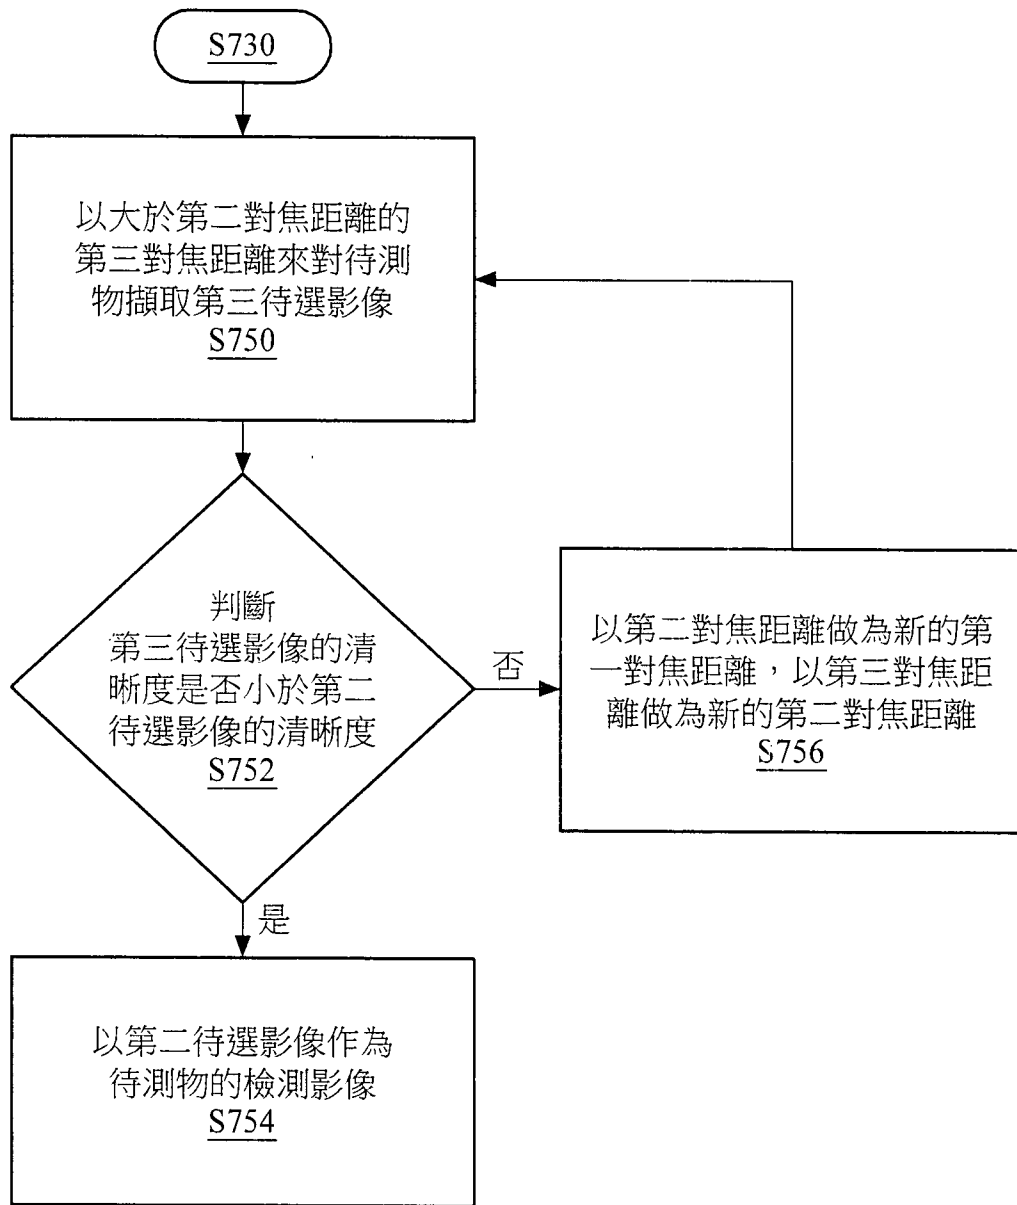 S730
以大於第二對焦距離的
第三對焦距離來對待測
物擷取第三待選影像
S750
判斷
第三待選影像的清
晰度是否小於第二
待選影像的清晰度
S752
否
以第二對焦距離做為新的第
一對焦距離，以第三對焦距
離做為新的第二對焦距離
S756
是
以第二待選影像作為
待測物的檢測影像
S754